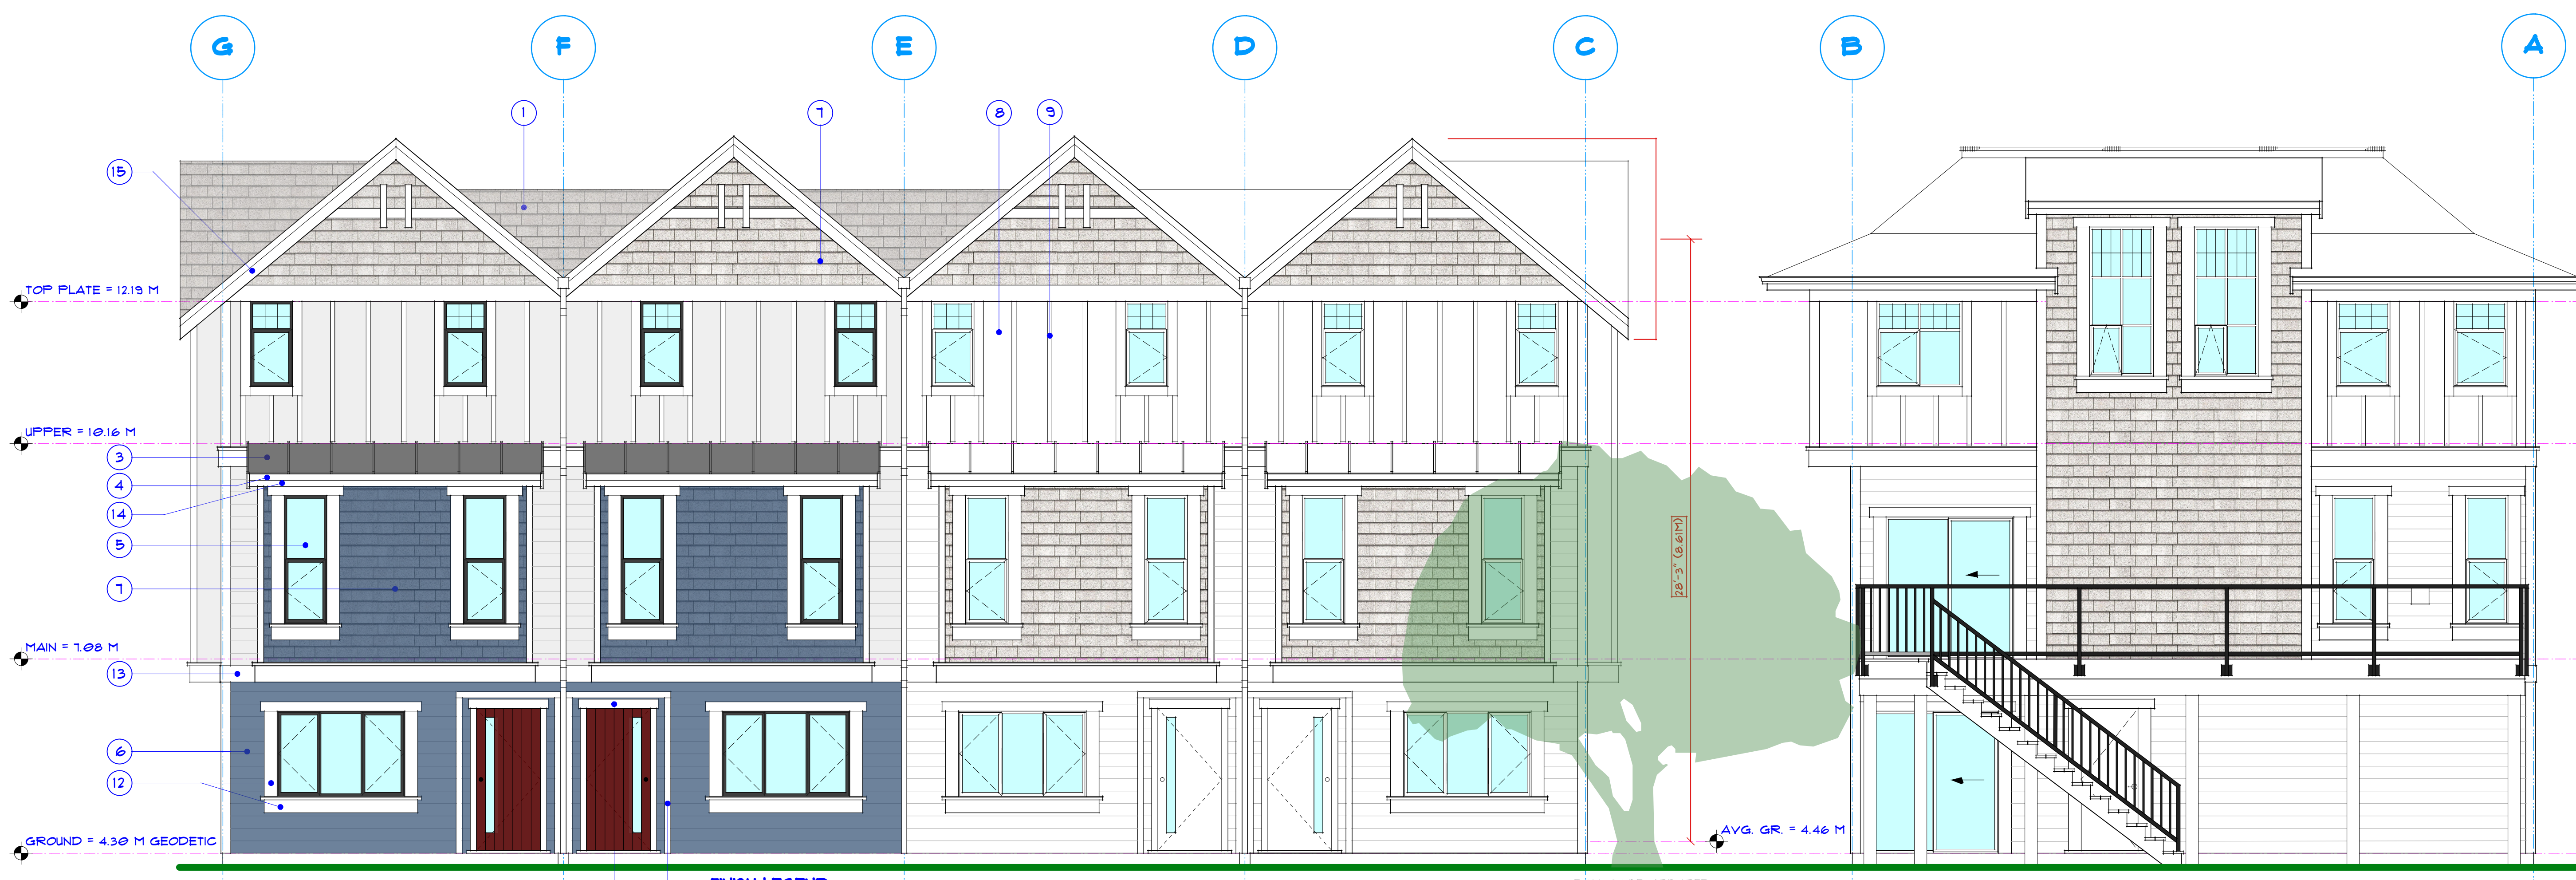 G F E D C B A
1 7 8 9
15
TOP PLATE = 12.19 M
UPPER = 10.16 M
3
4
14
5
28'-3" (8.61M)
7
MAIN = 7.08 M
13
6
12
AVG. GR. = 4.46 M
GROUND = 4.30 M GEODETIC